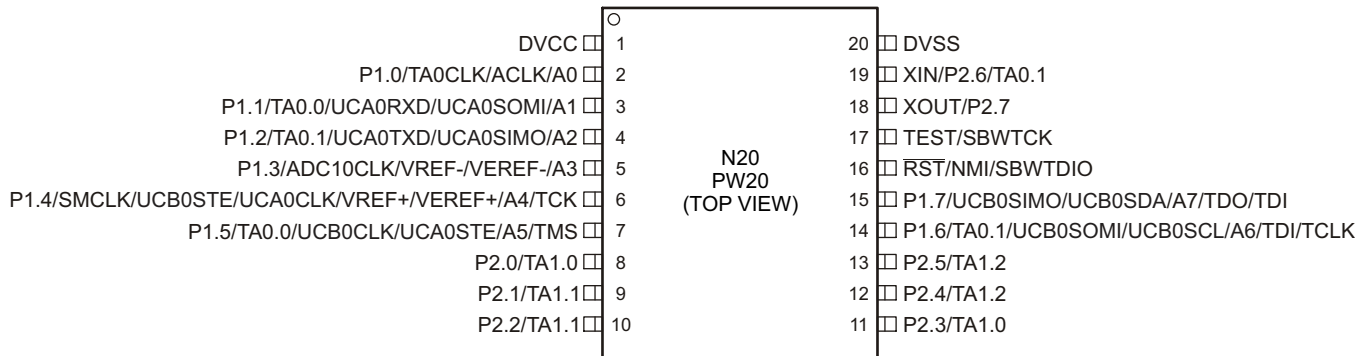 DVCC 1 20 DVSS
P1.0/TA0CLK/ACLK/A0 2 19 XIN/P2.6/TA0.1
P1.1/TA0.0/UCA0RXD/UCA0SOMI/A1 3 18 XOUT/P2.7
P1.2/TA0.1/UCA0TXD/UCA0SIMO/A2 4 17 TEST/SBWTCK
P1.3/ADC10CLK/VREF-/VEREF-/A3 5 16 RST/NMI/SBWTDIO
P1.4/SMCLK/UCB0STE/UCA0CLK/VREF+/VEREF+/A4/TCK 6 15 P1.7/UCB0SIMO/UCB0SDA/A7/TDO/TDI
P1.5/TA0.0/UCB0CLK/UCA0STE/A5/TMS 7 14 P1.6/TA0.1/UCB0SOMI/UCB0SCL/A6/TDI/TCLK
P2.0/TA1.0 8 13 P2.5/TA1.2
P2.1/TA1.1 9 12 P2.4/TA1.2
P2.2/TA1.1 10 11 P2.3/TA1.0
N20
PW20
(TOP VIEW)